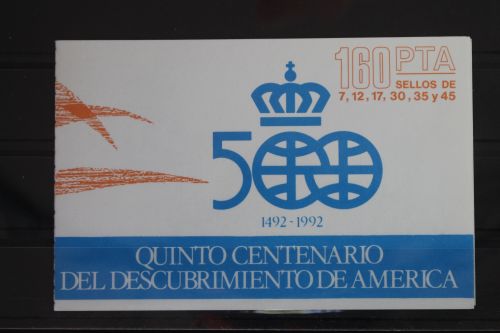 160 PTA
SELLOS DE
7, 12, 17, 30, 35 y 45
500
1492 - 1992
QUINTO CENTENARIO
DEL DESCUBRIMIENTO DE AMERICA